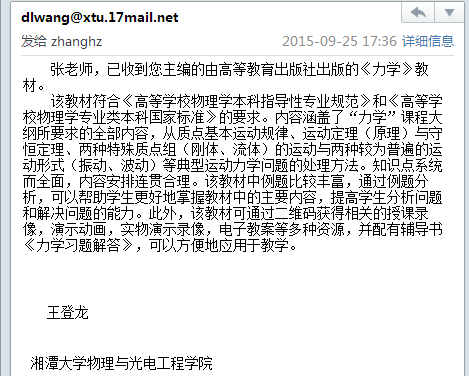 dlwang@xtu.17mail.net
发给 zhanghz 2015-09-25 17:36 详细信息
张老师，已收到您主编的由高等教育出版社出版的《力学》教
材。
该教材符合《高等学校物理学本科指导性专业规范》和《高等学
校物理学专业类本科国家标准》的要求。内容涵盖了“力学”课程大
纲所要求的全部内容，从质点基本运动规律、运动定理（原理）与守
恒定理、两种特殊质点组（刚体、流体）的运动与两种较为普遍的运
动形式（振动、波动）等典型运动力学问题的处理方法。知识点系统
而全面，内容安排连贯合理。该教材中例题比较丰富，通过例题分
析，可以帮助学生更好地掌握教材中的主要内容，提高学生分析问题
和解决问题的能力。此外，该教材可通过二维码获得相关的授课录
像，演示动画，实物演示录像，电子教案等多种资源，并配有辅导书
《力学习题解答》，可以方便地应用于教学。
王登龙
湘潭大学物理与光电工程学院